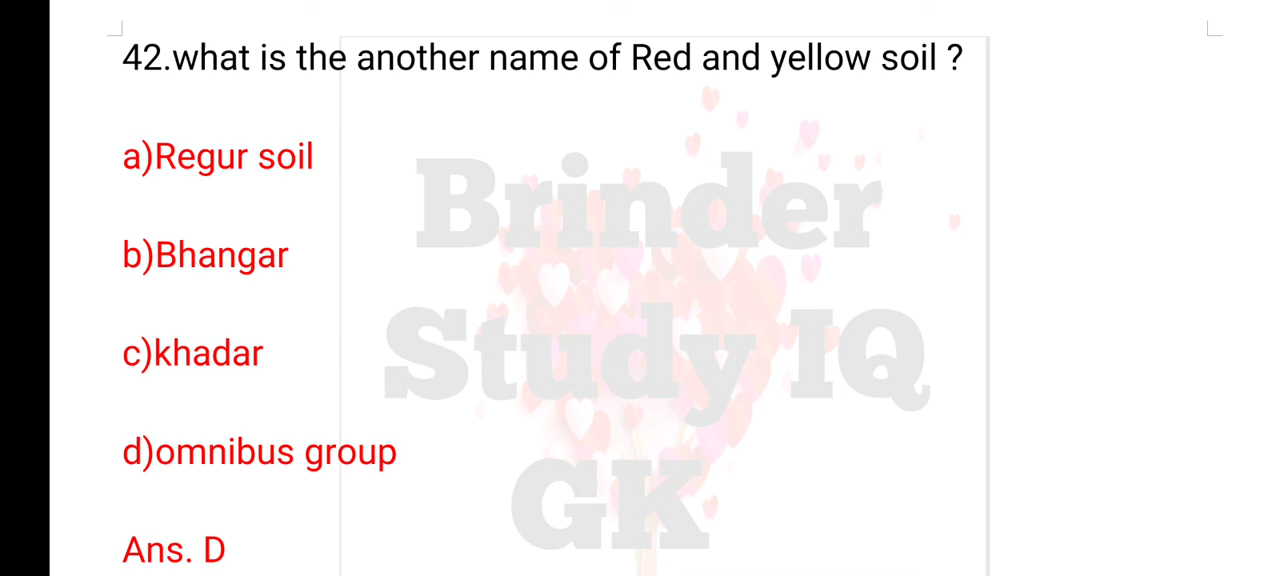 42.what is the another name of Red and yellow soil ?
a)Regur soil
b)Bhangar
c)khadar
d)omnibus group
Ans. D
Brinder
Study IQ
GK